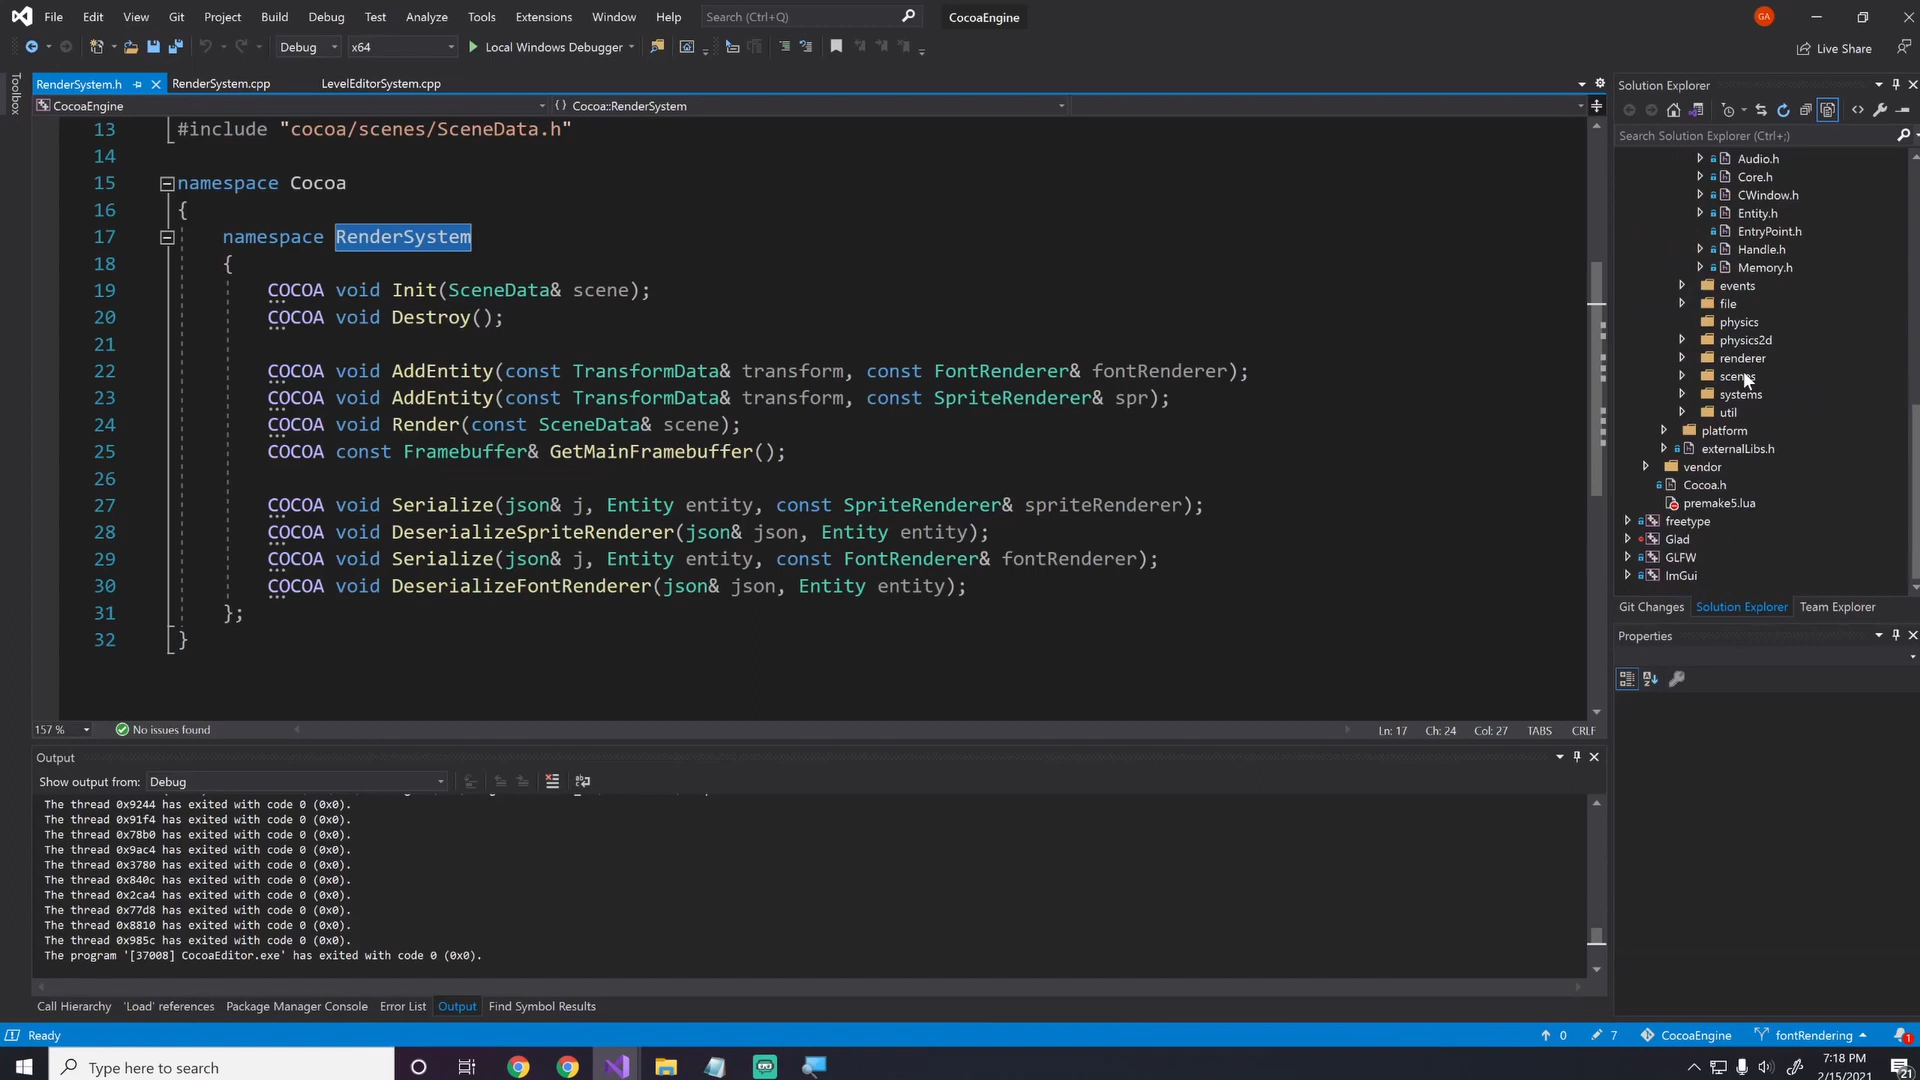 File Edit View Git Project Build Debug Test Analyze Tools Extensions Window Help Search (Ctrl+Q) CocoaEngine GA
Debug x64 Local Windows Debugger Live Share
Toolbox
RenderSystem.h RenderSystem.cpp LevelEditorSystem.cpp
CocoaEngine Cocoa::RenderSystem
13 #include "cocoa/scenes/SceneData.h"
14
15 namespace Cocoa
16 {
17 namespace RenderSystem
18 {
19 COCOA void Init(SceneData& scene);
20 COCOA void Destroy();
21
22 COCOA void AddEntity(const TransformData& transform, const FontRenderer& fontRenderer);
23 COCOA void AddEntity(const TransformData& transform, const SpriteRenderer& spr);
24 COCOA void Render(const SceneData& scene);
25 COCOA const Framebuffer& GetMainFramebuffer();
26
27 COCOA void Serialize(json& j, Entity entity, const SpriteRenderer& spriteRenderer);
28 COCOA void DeserializeSpriteRenderer(json& json, Entity entity);
29 COCOA void Serialize(json& j, Entity entity, const FontRenderer& fontRenderer);
30 COCOA void DeserializeFontRenderer(json& json, Entity entity);
31 };
32 }
157 % No issues found Ln: 17 Ch: 24 Col: 27 TABS CRLF
Output
Show output from: Debug
The thread 0x9244 has exited with code 0 (0x0).
The thread 0x91f4 has exited with code 0 (0x0).
The thread 0x78b0 has exited with code 0 (0x0).
The thread 0x9ac4 has exited with code 0 (0x0).
The thread 0x3780 has exited with code 0 (0x0).
The thread 0x840c has exited with code 0 (0x0).
The thread 0x2ca4 has exited with code 0 (0x0).
The thread 0x77d8 has exited with code 0 (0x0).
The thread 0x8810 has exited with code 0 (0x0).
The thread 0x985c has exited with code 0 (0x0).
The program '[37008] CocoaEditor.exe' has exited with code 0 (0x0).
Call Hierarchy 'Load' references Package Manager Console Error List Output Find Symbol Results
Solution Explorer
Search Solution Explorer (Ctrl+;)
Audio.h
Core.h
CWindow.h
Entity.h
EntryPoint.h
Handle.h
Memory.h
events
file
physics
physics2d
renderer
scenes
systems
util
platform
externalLibs.h
vendor
Cocoa.h
premake5.lua
freetype
Glad
GLFW
ImGui
Git Changes Solution Explorer Team Explorer
Properties
Ready 0 7 CocoaEngine fontRendering 1
Type here to search 7:18 PM
2/15/2021 21